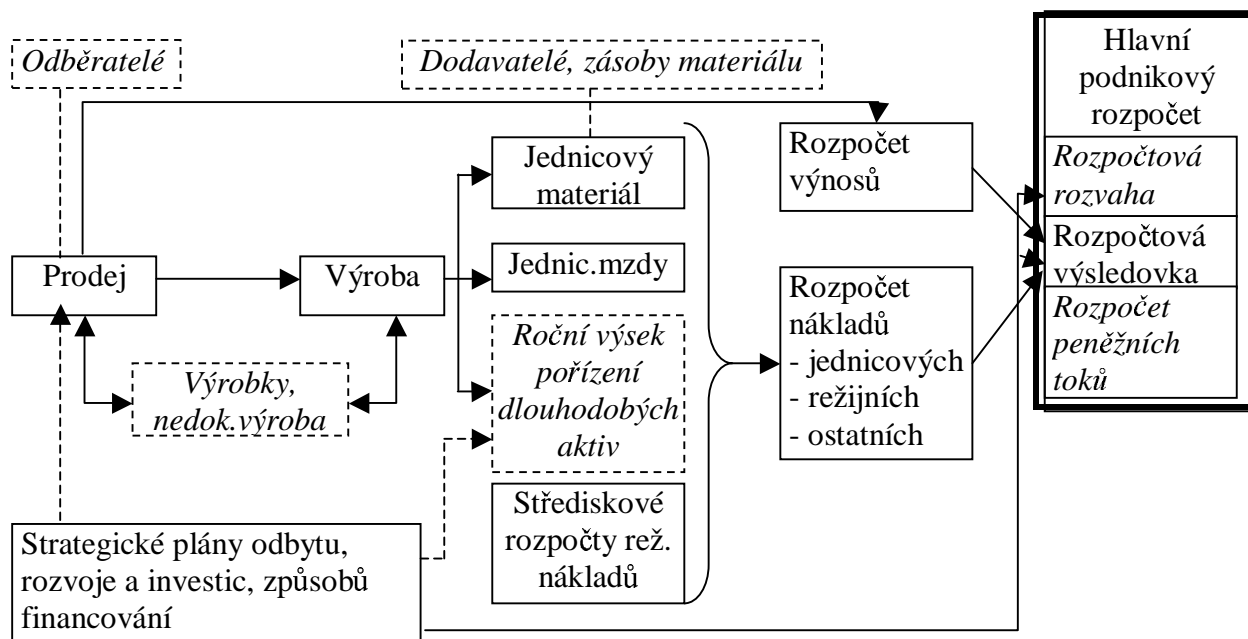 Odběratelé
Dodavatelé, zásoby materiálu
Hlavní
podnikový
rozpočet
Jednicový
materiál
Rozpočet
výnosů
Rozpočtová
rozvaha
Prodej
Výroba
Jednic.mzdy
Rozpočtová
výsledovka
Rozpočet
nákladů
- jednicových
- režijních
- ostatních
Rozpočet
peněžních
toků
Výrobky,
nedok.výroba
Roční výsek
pořízení
dlouhodobých
aktiv
Strategické plány odbytu,
rozvoje a investic, způsobů
financování
Střediskové
rozpočty rež.
nákladů